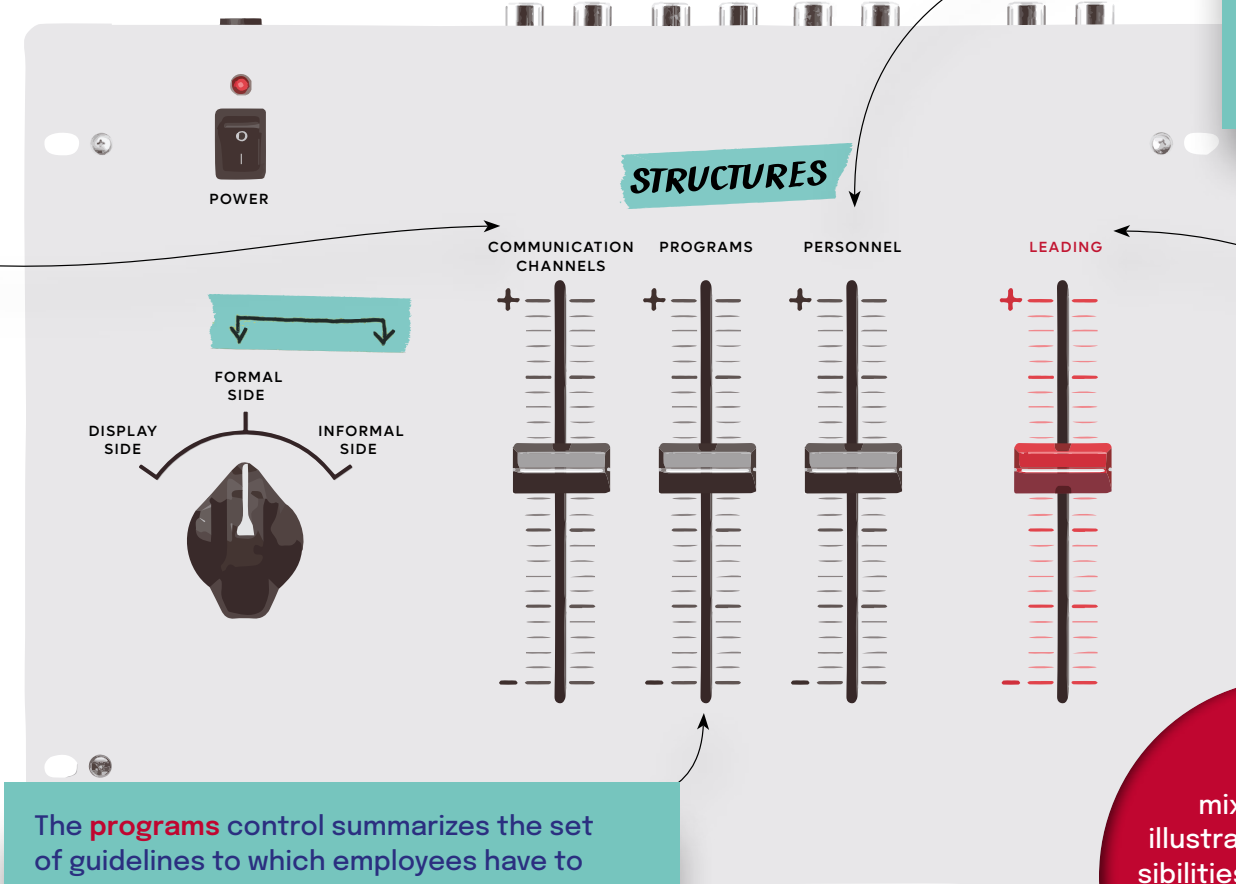 POWER
STRUCTURES
COMMUNICATION
CHANNELS
PROGRAMS
PERSONNEL
LEADING
FORMAL
SIDE
DISPLAY
SIDE
INFORMAL
SIDE
The programs control summarizes the set
of guidelines to which employees have to